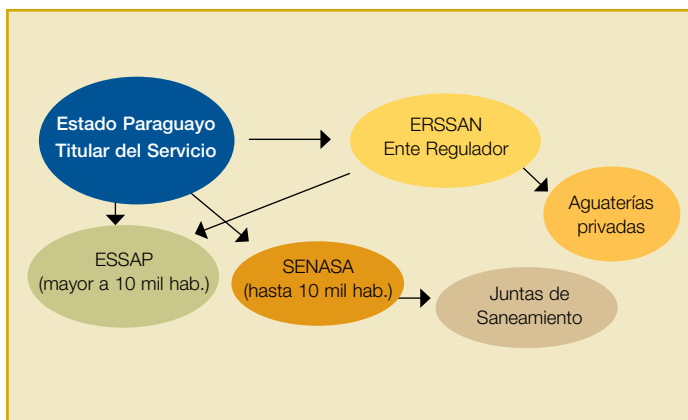 Estado Paraguayo
Titular del Servicio
ERSSAN
Ente Regulador
Aguaterías
privadas
ESSAP
(mayor a 10 mil hab.)
SENASA
(hasta 10 mil hab.)
Juntas de
Saneamiento